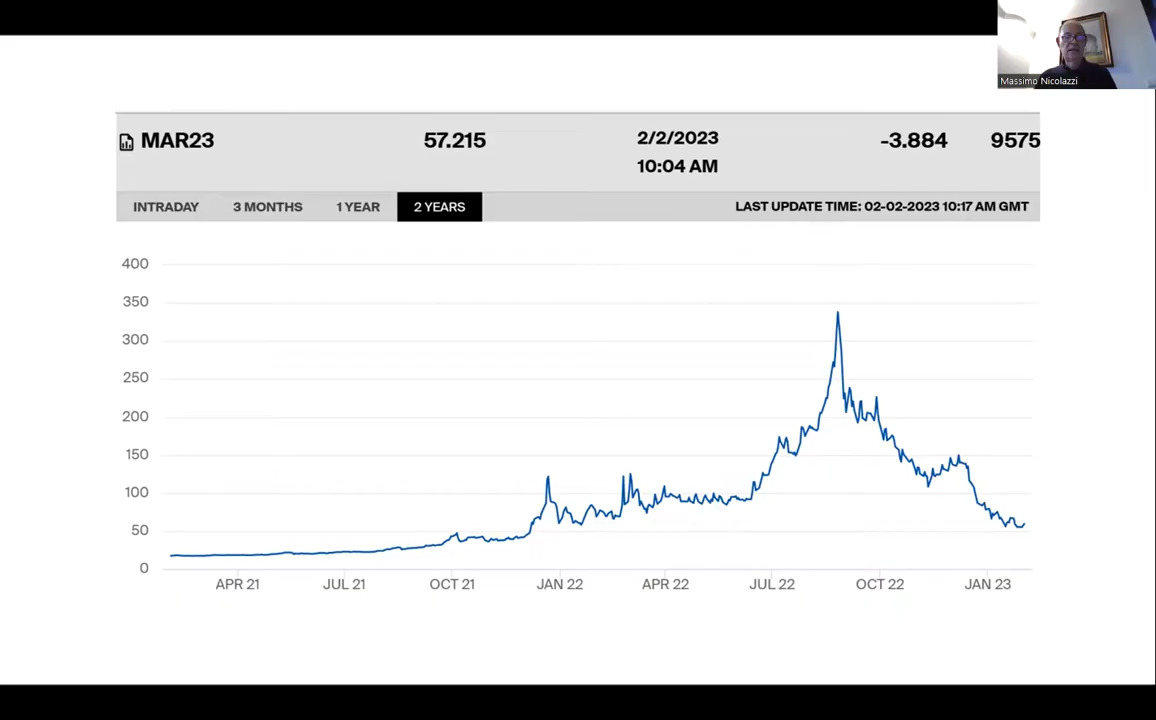 Massimo Nicolazzi
MAR23 57.215 2/2/2023 10:04 AM -3.884 9575
INTRADAY 3 MONTHS 1 YEAR 2 YEARS LAST UPDATE TIME: 02-02-2023 10:17 AM GMT
400
350
300
250
200
150
100
50
0
APR 21 JUL 21 OCT 21 JAN 22 APR 22 JUL 22 OCT 22 JAN 23